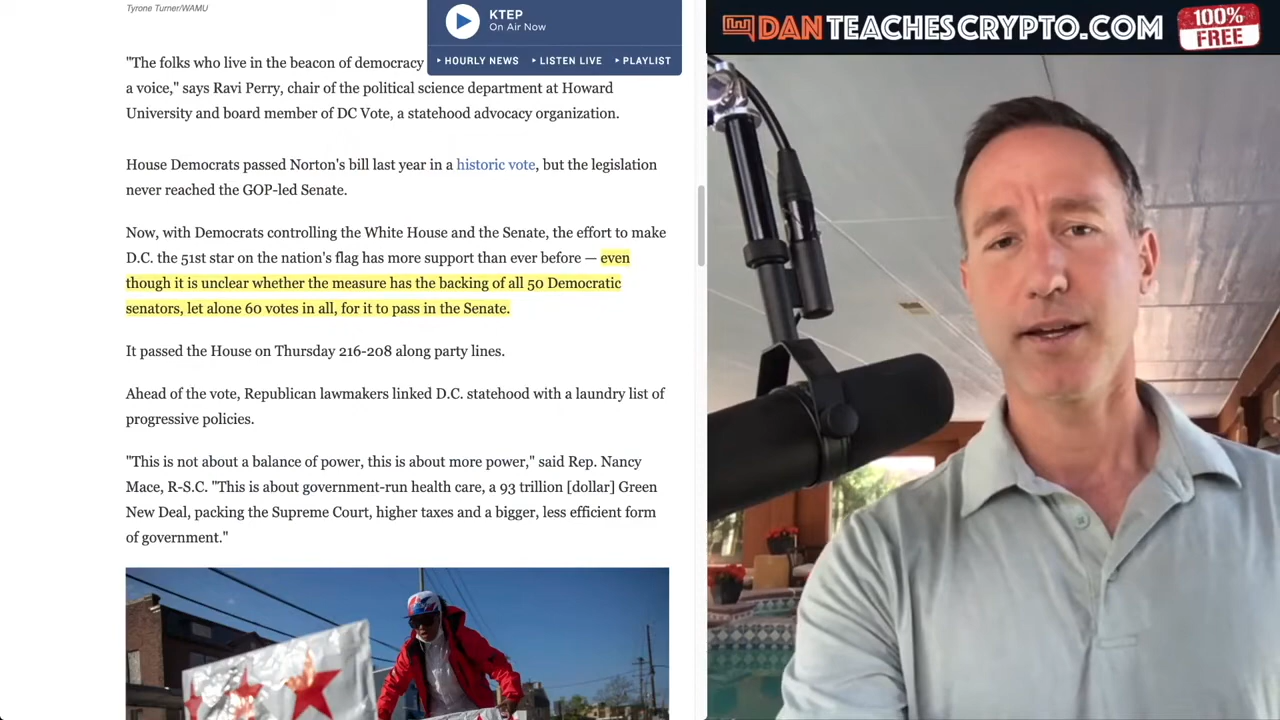 Tyrone Turner/WAMU
KTEP
On Air Now
HOURLY NEWS LISTEN LIVE PLAYLIST
"The folks who live in the beacon of democracy
a voice," says Ravi Perry, chair of the political science department at Howard
University and board member of DC Vote, a statehood advocacy organization.
House Democrats passed Norton's bill last year in a historic vote, but the legislation
never reached the GOP-led Senate.
Now, with Democrats controlling the White House and the Senate, the effort to make
D.C. the 51st star on the nation's flag has more support than ever before — even
though it is unclear whether the measure has the backing of all 50 Democratic
senators, let alone 60 votes in all, for it to pass in the Senate.
It passed the House on Thursday 216-208 along party lines.
Ahead of the vote, Republican lawmakers linked D.C. statehood with a laundry list of
progressive policies.
"This is not about a balance of power, this is about more power," said Rep. Nancy
Mace, R-S.C. "This is about government-run health care, a 93 trillion [dollar] Green
New Deal, packing the Supreme Court, higher taxes and a bigger, less efficient form
of government."
DANTEACHESCRYPTO.COM
100%
FREE